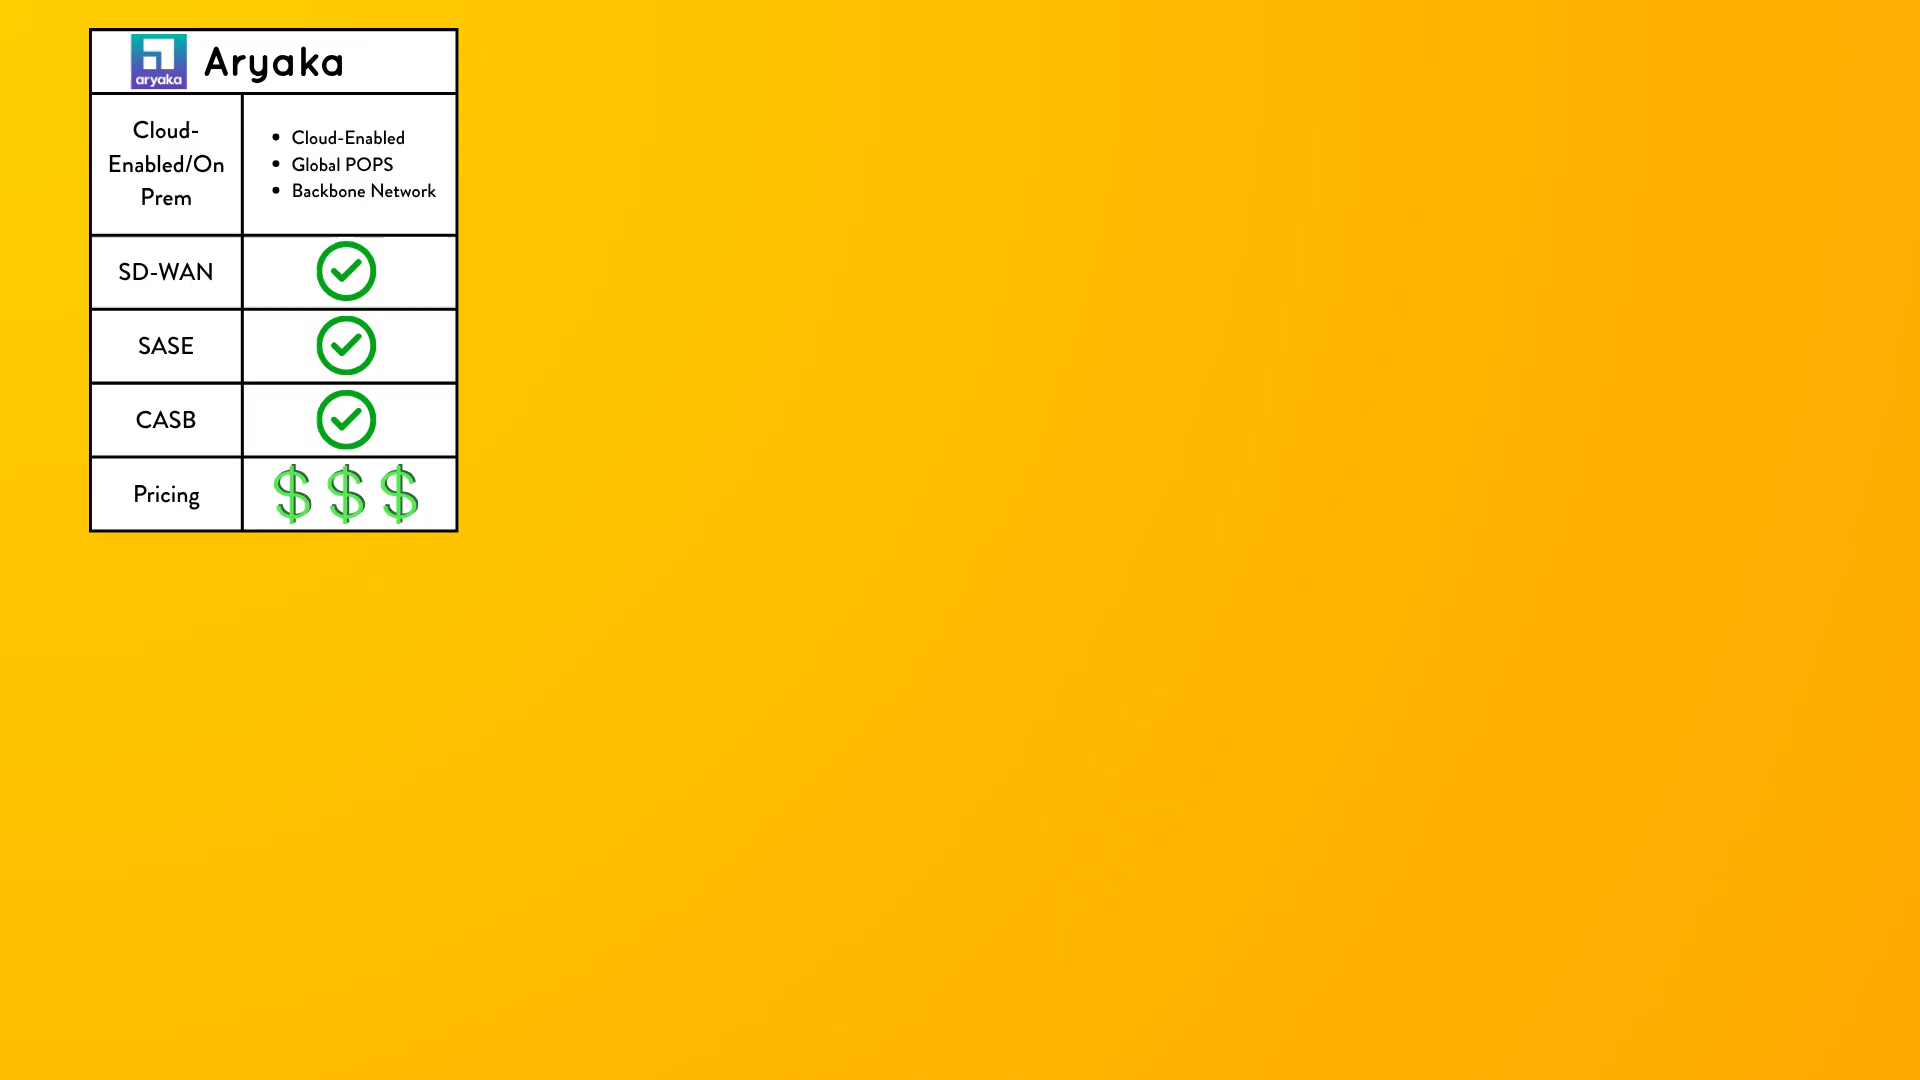 aryaka
Aryaka
Cloud-
Enabled/On
Prem
• Cloud-Enabled
• Global POPS
• Backbone Network
SD-WAN
SASE
CASB
Pricing
$ $ $